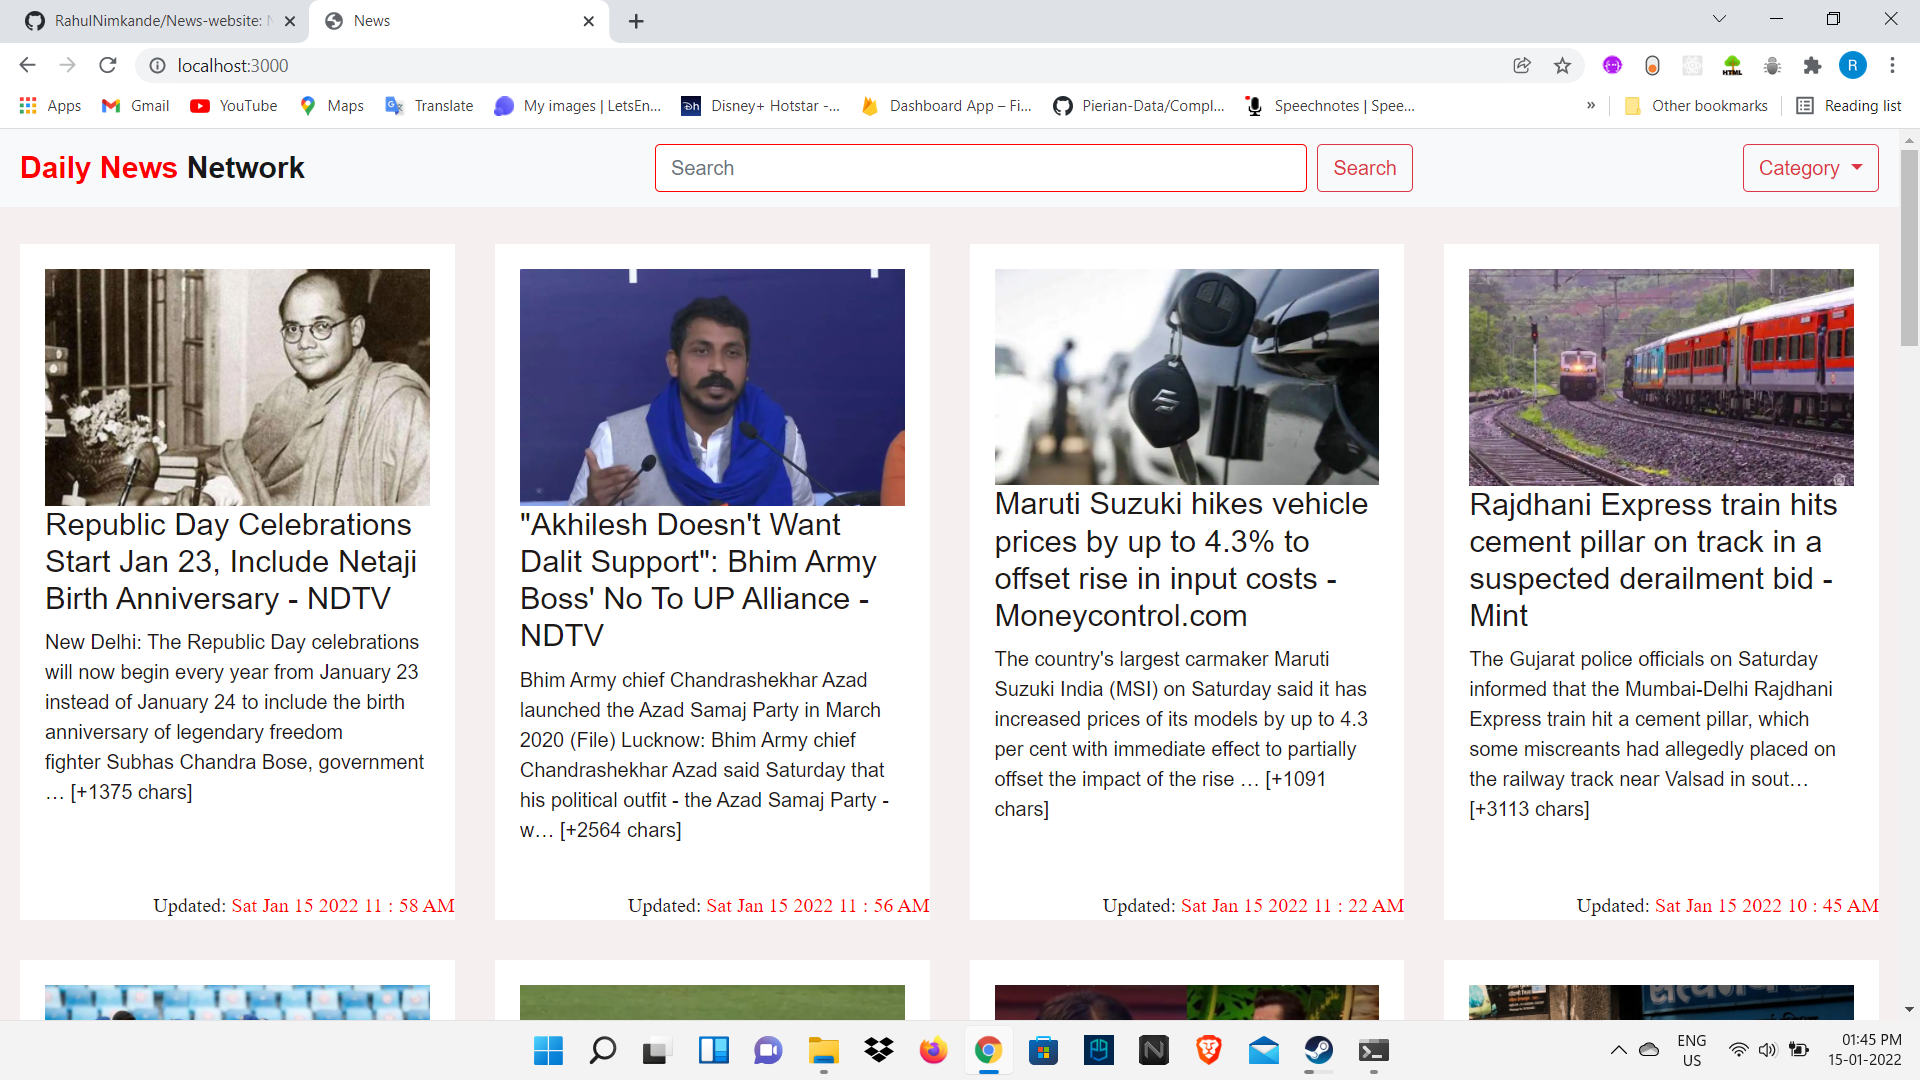 RahulNimkande/News-website: N
News
localhost:3000
R
Apps
Gmail
YouTube
Maps
Translate
My images | LetsEn...
Disney+ Hotstar -...
Dashboard App – Fi...
Pierian-Data/Compl...
Speechnotes | Spee...
»
Other bookmarks
Reading list
Daily News Network
Search
Search
Category
Republic Day Celebrations
Start Jan 23, Include Netaji
Birth Anniversary - NDTV
New Delhi: The Republic Day celebrations
will now begin every year from January 23
instead of January 24 to include the birth
anniversary of legendary freedom
fighter Subhas Chandra Bose, government
… [+1375 chars]
Updated: Sat Jan 15 2022 11 : 58 AM
"Akhilesh Doesn't Want
Dalit Support": Bhim Army
Boss' No To UP Alliance -
NDTV
Bhim Army chief Chandrashekhar Azad
launched the Azad Samaj Party in March
2020 (File) Lucknow: Bhim Army chief
Chandrashekhar Azad said Saturday that
his political outfit - the Azad Samaj Party -
w… [+2564 chars]
Updated: Sat Jan 15 2022 11 : 56 AM
Maruti Suzuki hikes vehicle
prices by up to 4.3% to
offset rise in input costs -
Moneycontrol.com
The country's largest carmaker Maruti
Suzuki India (MSI) on Saturday said it has
increased prices of its models by up to 4.3
per cent with immediate effect to partially
offset the impact of the rise … [+1091
chars]
Updated: Sat Jan 15 2022 11 : 22 AM
Rajdhani Express train hits
cement pillar on track in a
suspected derailment bid -
Mint
The Gujarat police officials on Saturday
informed that the Mumbai-Delhi Rajdhani
Express train hit a cement pillar, which
some miscreants had allegedly placed on
the railway track near Valsad in sout…
[+3113 chars]
Updated: Sat Jan 15 2022 10 : 45 AM
ENG
US
01:45 PM
15-01-2022